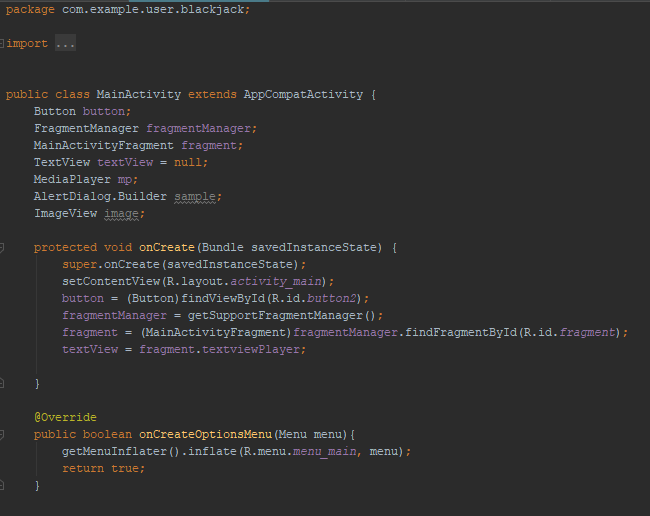 package com.example.user.blackjack;
import ...
public class MainActivity extends AppCompatActivity {
Button button;
FragmentManager fragmentManager;
MainActivityFragment fragment;
TextView textView = null;
MediaPlayer mp;
AlertDialog.Builder sample;
ImageView image;
protected void onCreate(Bundle savedInstanceState) {
super.onCreate(savedInstanceState);
setContentView(R.layout.activity_main);
button = (Button)findViewById(R.id.button2);
fragmentManager = getSupportFragmentManager();
fragment = (MainActivityFragment)fragmentManager.findFragmentById(R.id.fragment);
textView = fragment.textviewPlayer;
}
@Override
public boolean onCreateOptionsMenu(Menu menu){
getMenuInflater().inflate(R.menu.menu_main, menu);
return true;
}